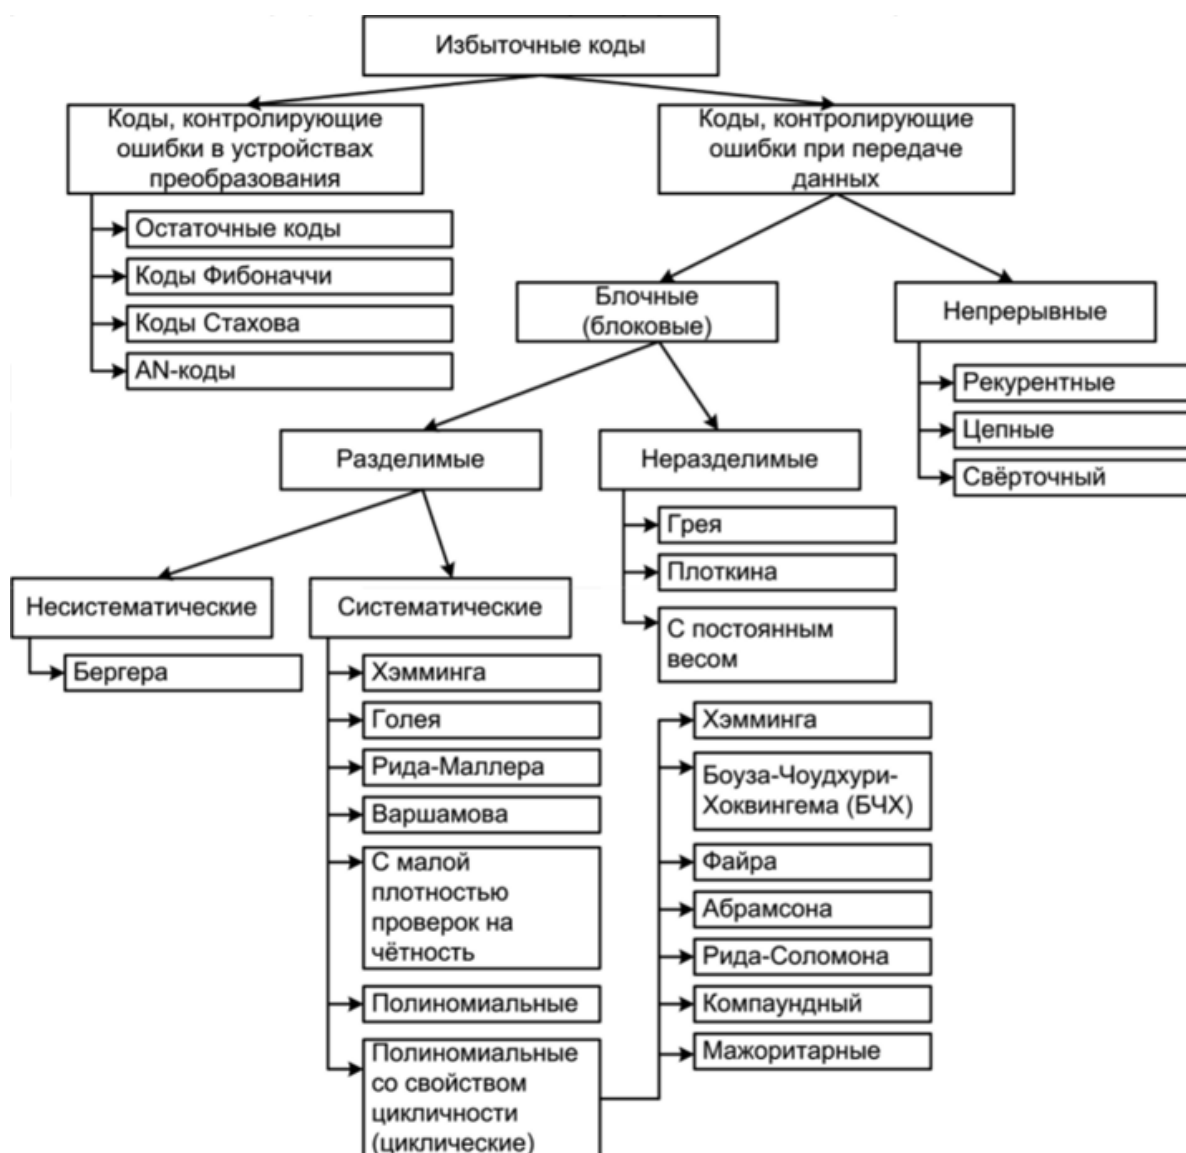 Избыточные коды
Коды, контролирующие
ошибки в устройствах
преобразования
Остаточные коды
Коды Фибоначчи
Коды Стахова
AN-коды
Коды, контролирующие
ошибки при передаче
данных
Блочные
(блоковые)
Непрерывные
Рекурентные
Цепные
Свёрточный
Разделимые
Неразделимые
Грея
Плоткина
С постоянным
весом
Несистематические
Бергера
Систематические
Хэмминга
Голея
Рида-Маллера
Варшамова
С малой
плотностью
проверок на
чётность
Полиномиальные
Полиномиальные
со свойством
цикличности
(циклические)
Хэмминга
Боуза-Чоудхури-
Хоквингема (БЧХ)
Файра
Абрамсона
Рида-Соломона
Компаундный
Мажоритарные